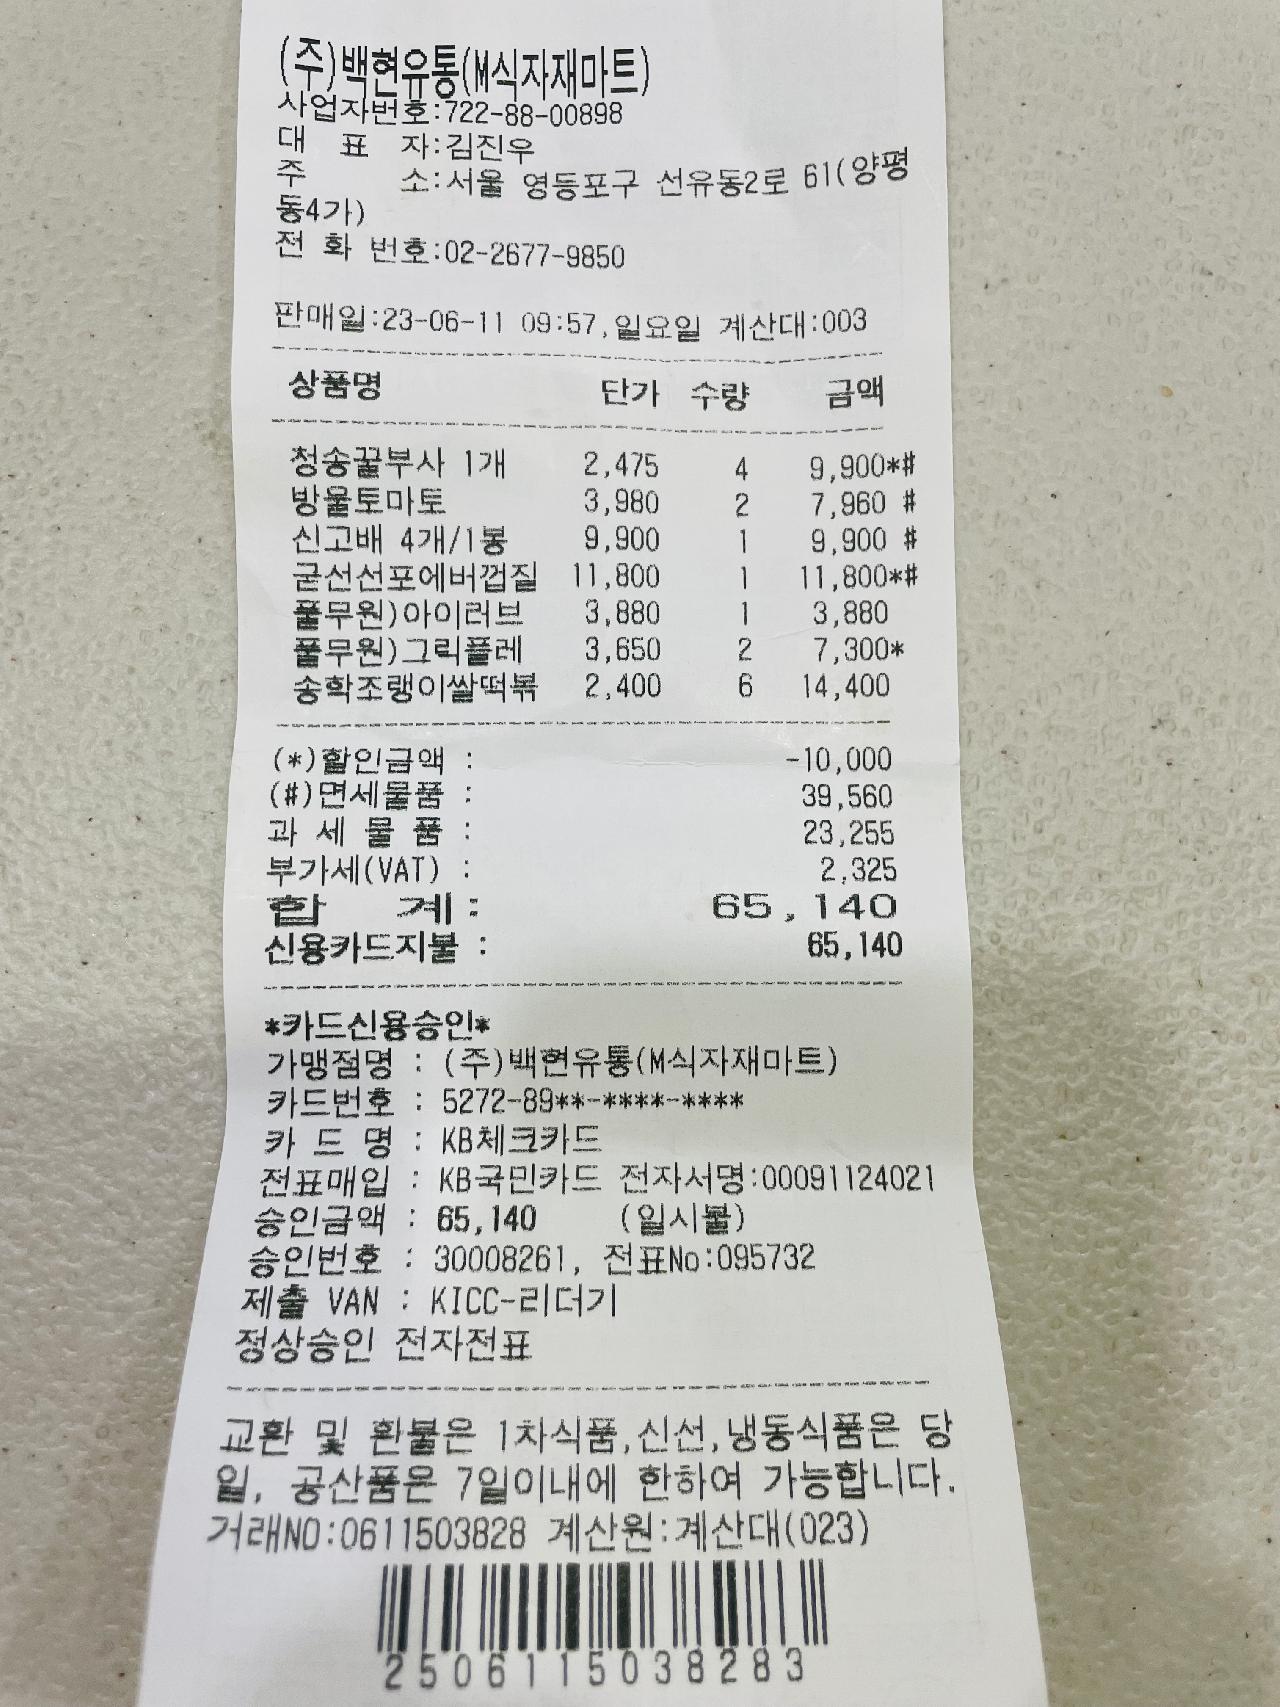 (주)백현유통(M식자재마트)
사업자번호:722-88-00898
대 표 자:김진우
주 소:서울 영등포구 선유동2로 61(양평
동4가)
전 화 번호:02-2677-9850
판매일:23-06-11 09:57,일요일 계산대:003
상품명 단가 수량 금액
청송꿀부사 1개 2,475 4 9,900*#
방울토마토 3,980 2 7,960 #
신고배 4개/1봉 9,900 1 9,900 #
굳선선포에버껍질 11,800 1 11,800*#
풀무원)아이러브 3,880 1 3,880
풀무원)그릭플레 3,650 2 7,300*
송학조랭이쌀떡볶 2,400 6 14,400
(*)할인금액 : -10,000
(#)면세물품 : 39,560
과 세 물 품 : 23,255
부가세(VAT) : 2,325
합 계: 65,140
신용카드지불 : 65,140
*카드신용승인*
가맹점명 : (주)백현유통(M식자재마트)
카드번호 : 5272-89**-****-****
카 드 명 : KB체크카드
전표매입 : KB국민카드 전자서명:00091124021
승인금액 : 65,140 (일시불)
승인번호 : 30008261, 전표No:095732
제출 VAN : KICC-리더기
정상승인 전자전표
교환 및 환불은 1차식품,신선,냉동식품은 당
일, 공산품은 7일이내에 한하여 가능합니다.
거래NO:0611503828 계산원:계산대(023)
2506115038283